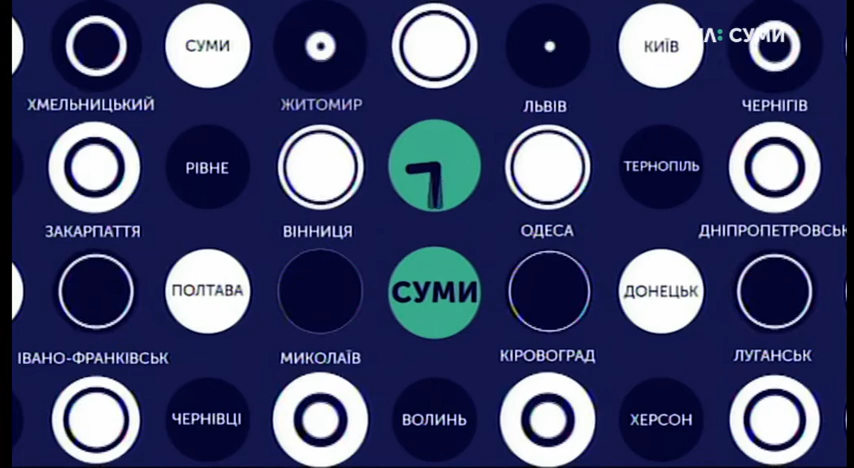 СУМИ
КИЇВ
Л: СУМИ
ХМЕЛЬНИЦЬКИЙ
ЖИТОМИР
ЛЬВІВ
ЧЕРНІГІВ
РІВНЕ
ТЕРНОПІЛЬ
ЗАКАРПАТТЯ
ВІННИЦЯ
ОДЕСА
ДНІПРОПЕТРОВСЬК
ПОЛТАВА
СУМИ
ДОНЕЦЬК
ІВАНО-ФРАНКІВСЬК
МИКОЛАЇВ
КІРОВОГРАД
ЛУГАНСЬК
ЧЕРНІВЦІ
ВОЛИНЬ
ХЕРСОН